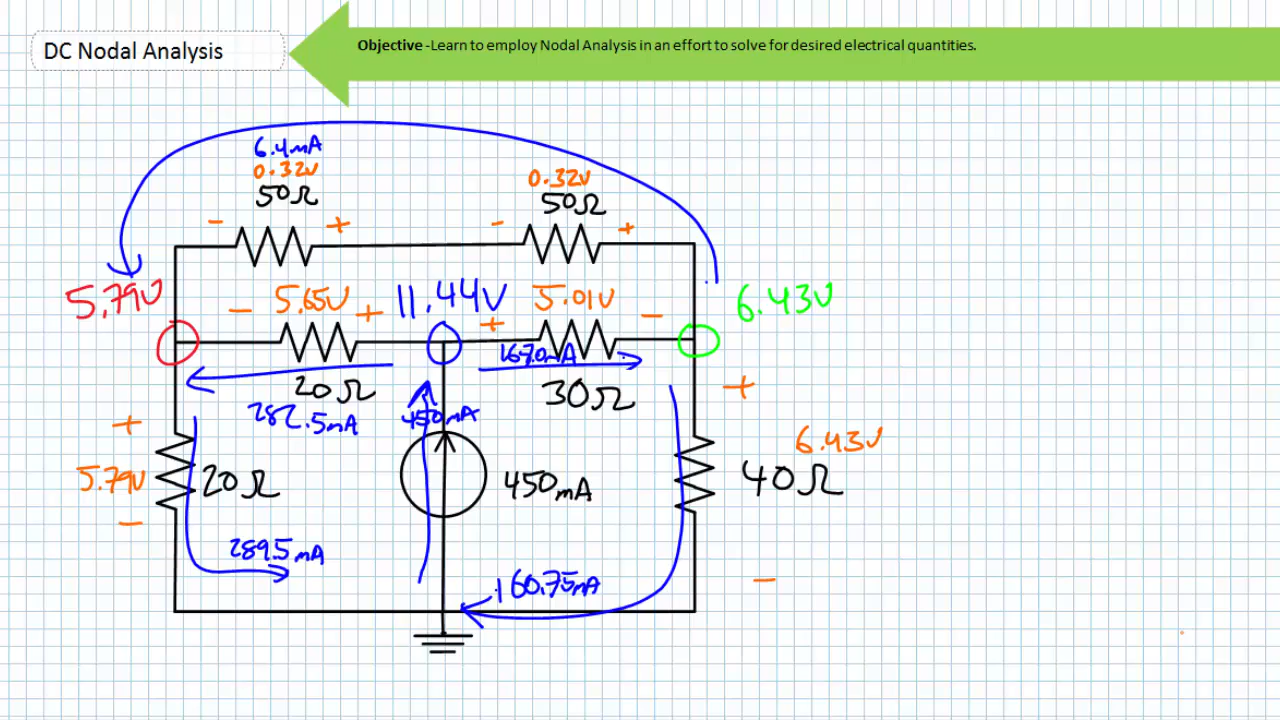 DC Nodal Analysis
Objective -Learn to employ Nodal Analysis in an effort to solve for desired electrical quantities.
6.4mA
0.32V
50Ω
0.32V
50Ω
- +
- +
5.79V
- 5.65V +
11.44V
+ 5.01V -
6.43V
167.0mA
20Ω
30Ω
282.5mA
450mA
+
+
5.79V
20Ω
450mA
6.43V
40Ω
-
289.5mA
160.75mA
-